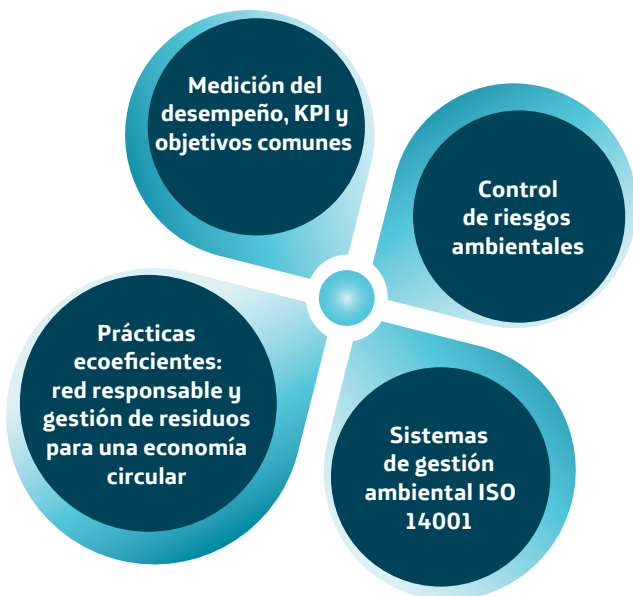 Medición del
desempeño, KPI y
objetivos comunes
Control
de riesgos
ambientales
Prácticas
ecoeficientes:
red responsable y
gestión de residuos
para una economía
circular
Sistemas
de gestión
ambiental ISO
14001